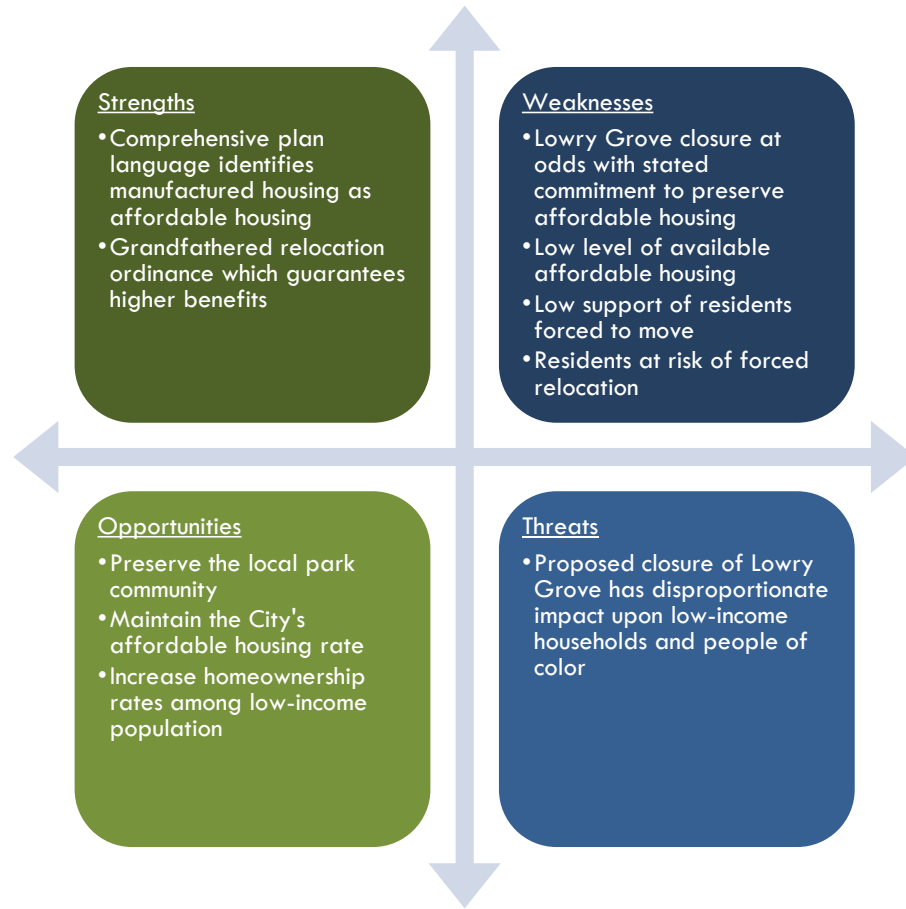 Strengths
•Comprehensive plan
language identifies
manufactured housing as
affordable housing
•Grandfathered relocation
ordinance which guarantees
higher benefits
Weaknesses
•Lowry Grove closure at
odds with stated
commitment to preserve
affordable housing
•Low level of available
affordable housing
•Low support of residents
forced to move
•Residents at risk of forced
relocation
Opportunities
•Preserve the local park
community
•Maintain the City's
affordable housing rate
•Increase homeownership
rates among low-income
population
Threats
•Proposed closure of Lowry
Grove has disproportionate
impact upon low-income
households and people of
color